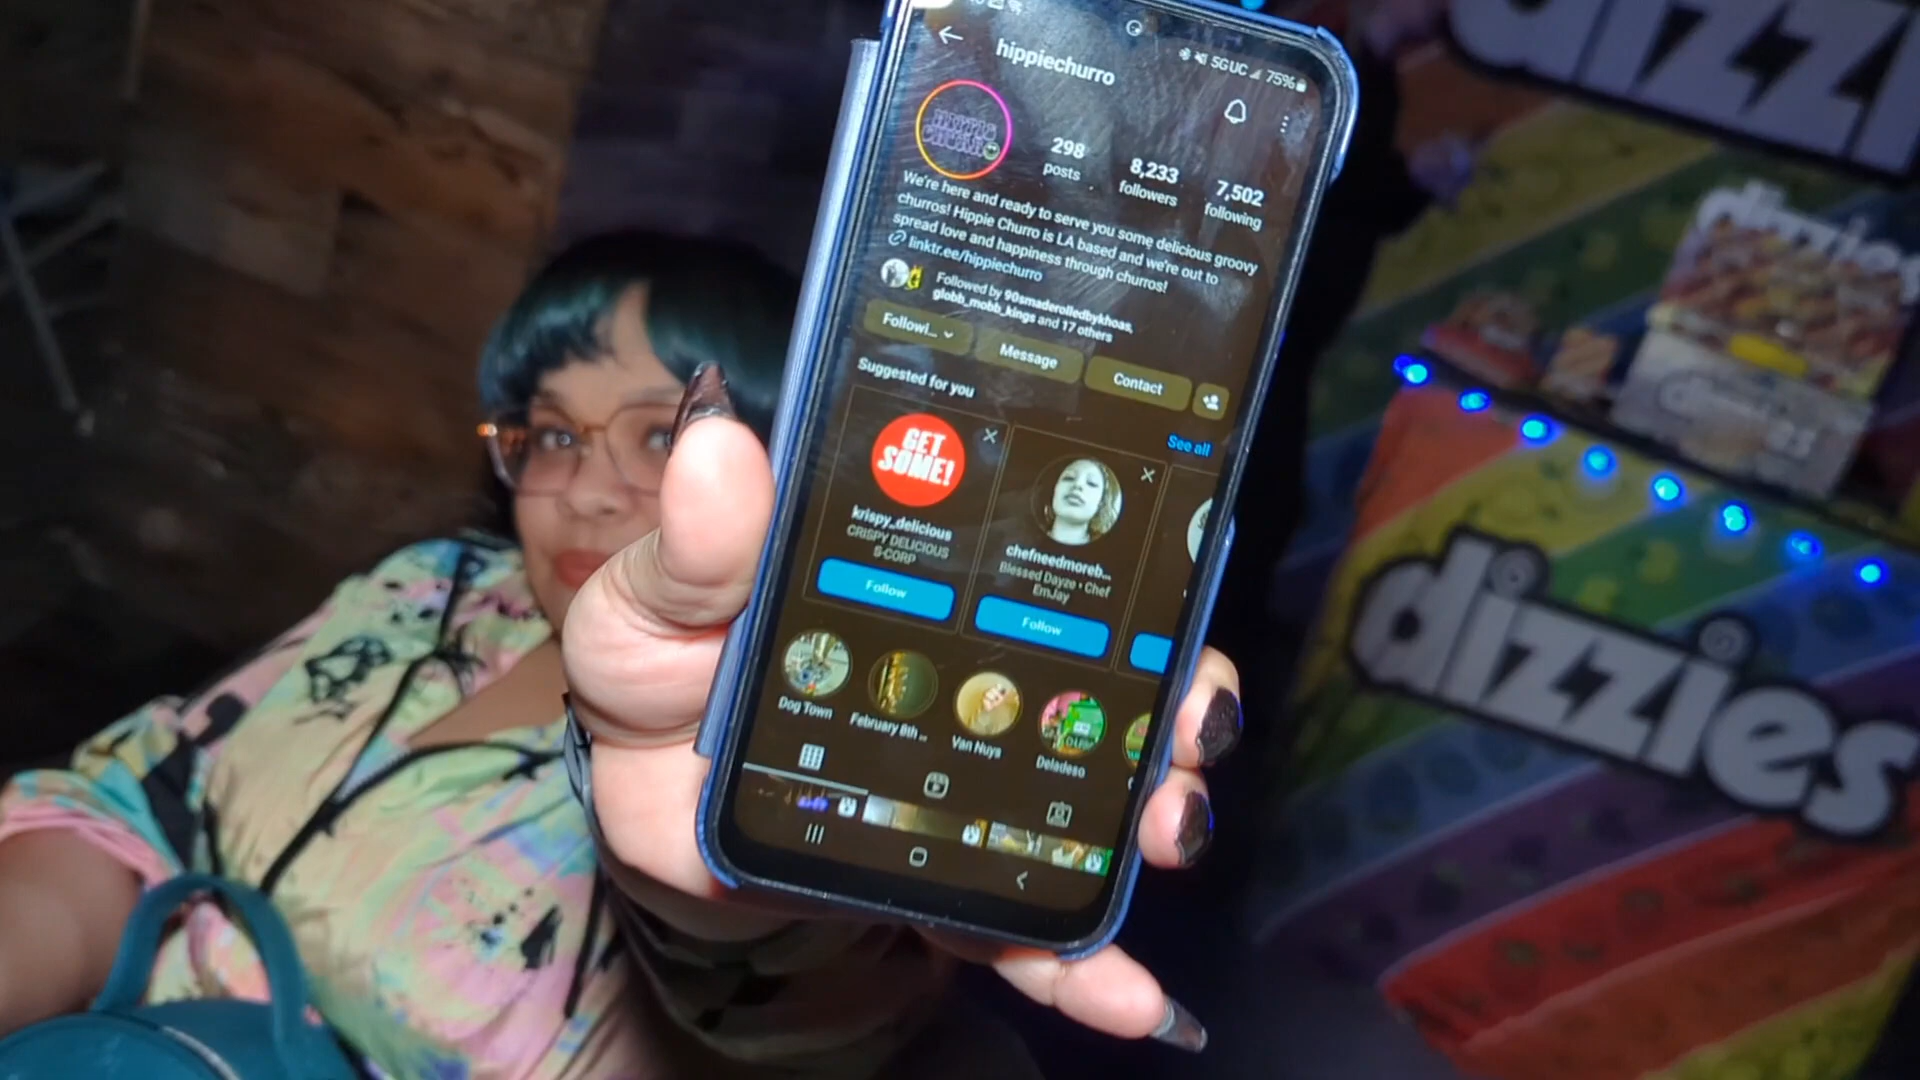 hippiechurro
5G UC 75%
298
posts
8,233
followers
7,502
following
We're here and ready to serve you some delicious groovy
churros! Hippie Churro is LA based and we're out to
spread love and happiness through churros!
linktr.ee/hippiechurro
Followed by 90smaderolledbykhoas,
globb_mobb_kings and 17 others
Followi...
Message
Contact
Suggested for you
See all
GET
SOME!
krispy_delicious
CRISPY DELICIOUS
S-CORP
Follow
chefneedmoreb...
Blessed Dayze • Chef
EmJay
Follow
Dog Town
February 8th ...
Van Nuys
Deladeso
dizzi
dizzies
dizzies